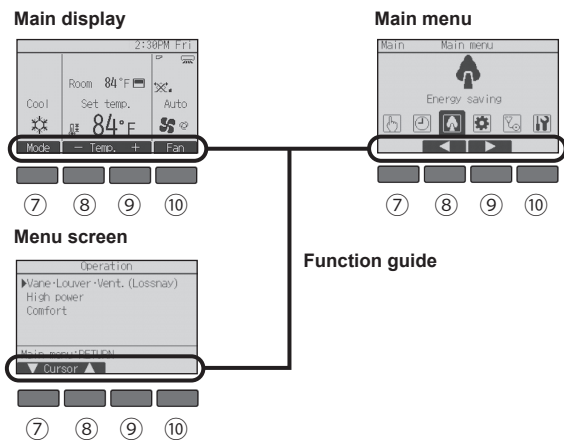 Main display
2:30PM Fri
Room 84°F
Cool Set temp. Auto
84°F
Mode − Temp. + Fan
⑦ ⑧ ⑨ ⑩
Main menu
Main Main menu
Energy saving
⑦ ⑧ ⑨ ⑩
Menu screen
Operation
Vane·Louver·Vent. (Lossnay)
High power
Comfort
Main menu:RETURN
▼ Cursor ▲
⑦ ⑧ ⑨ ⑩
Function guide